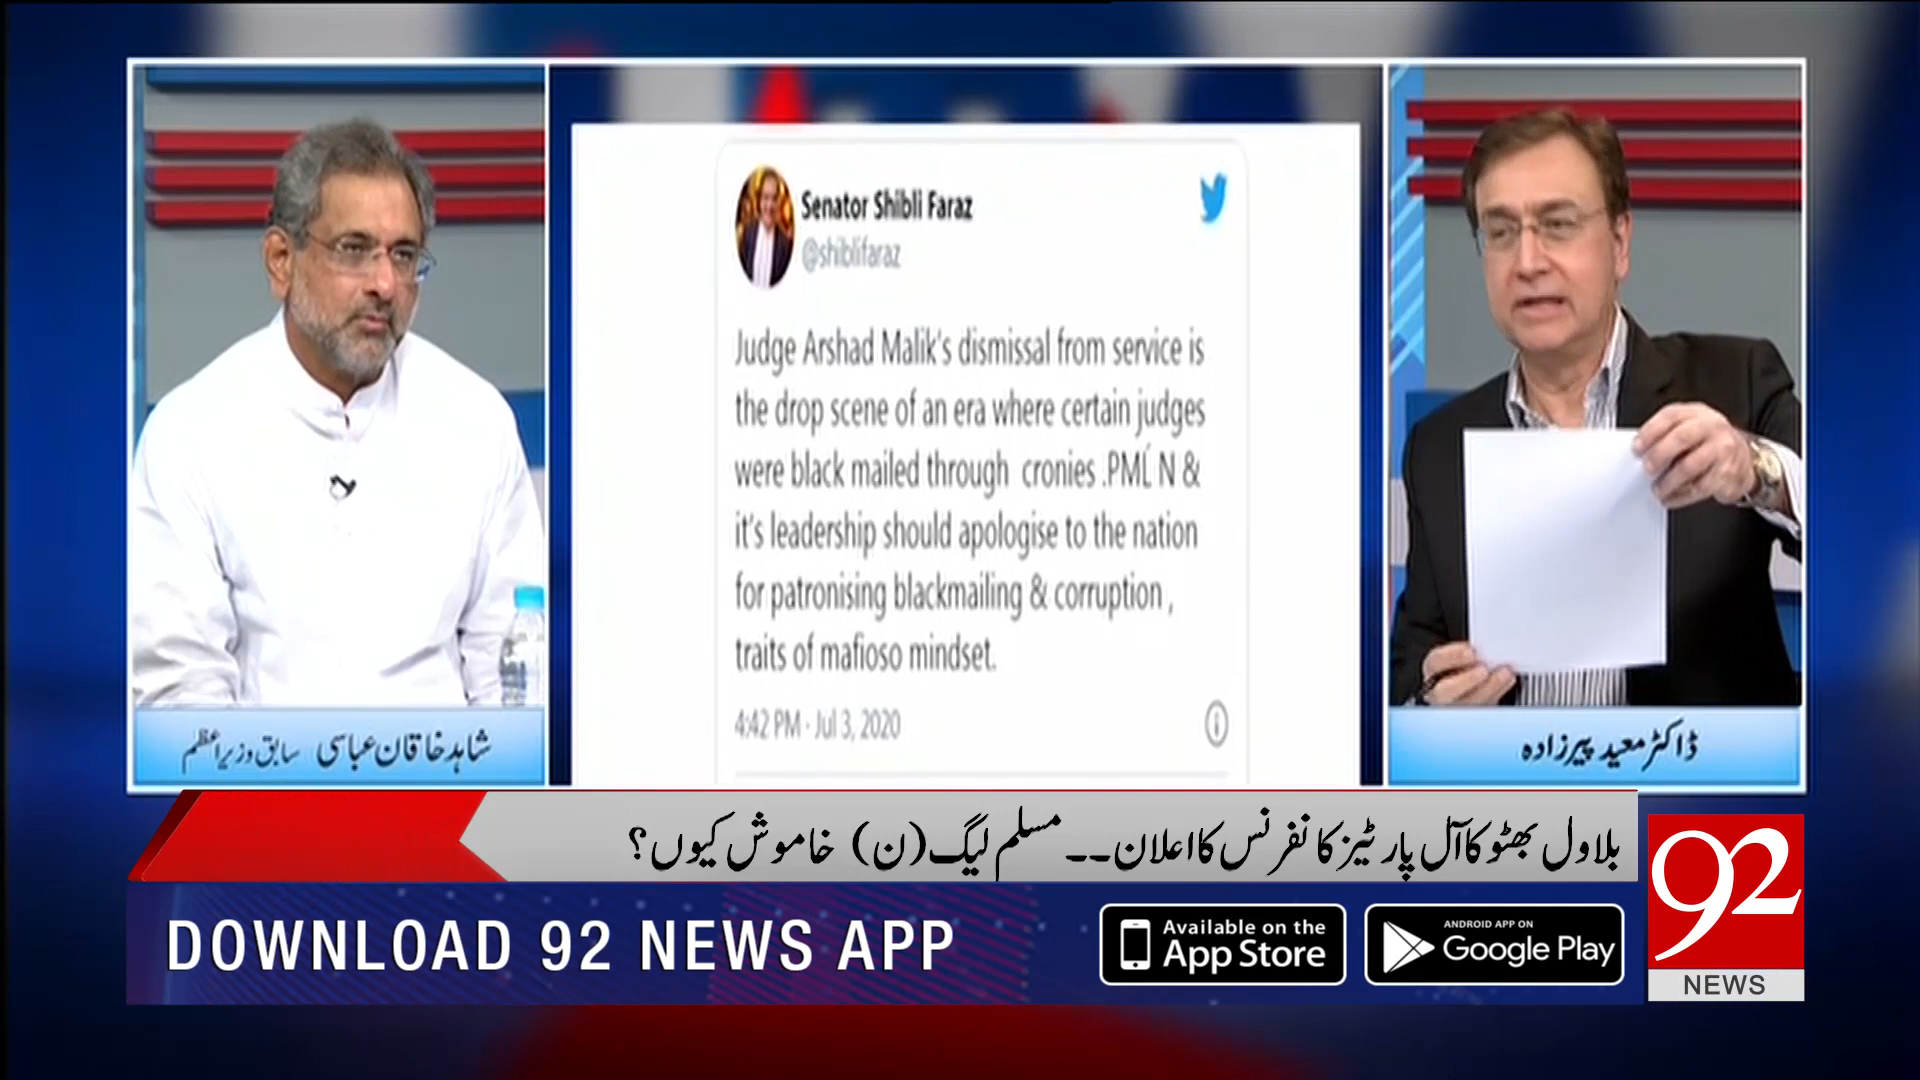 Senator Shibli Faraz
@shiblifaraz
Judge Arshad Malik's dismissal from service is
the drop scene of an era where certain judges
were black mailed through cronies .PMĹ N &
it's leadership should apologise to the nation
for patronising blackmailing & corruption ,
traits of mafioso mindset.
4:42 PM · Jul 3, 2020
شاہد خاقان عباسی سابق وزیراعظم
ڈاکٹر معید پیرزادہ
بلاول بھٹو کا آل پارٹیز کانفرنس کا اعلان ۔۔ مسلم لیگ (ن) خاموش کیوں؟
DOWNLOAD 92 NEWS APP
Available on the
App Store
ANDROID APP ON
Google Play
92
NEWS